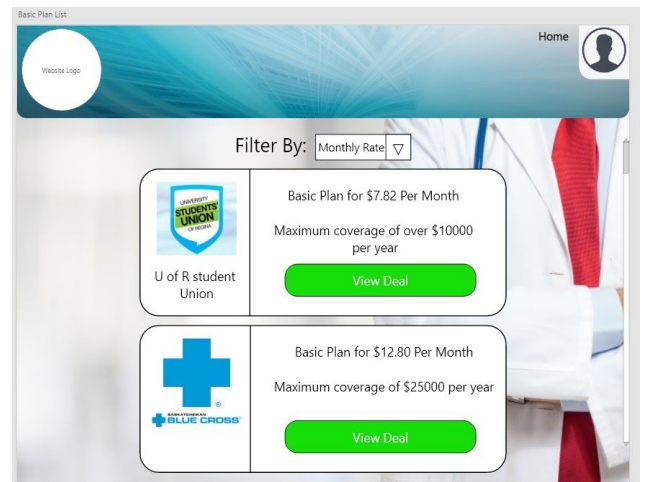 Basic Plan List
Home
Website Logo
Filter By: Monthly Rate
UNIVERSITY
STUDENTS'
UNION
OF REGINA
U of R student
Union
Basic Plan for $7.82 Per Month
Maximum coverage of over $10000
per year
View Deal
SASKATCHEWAN
BLUE CROSS®
Basic Plan for $12.80 Per Month
Maximum coverage of $25000 per year
View Deal